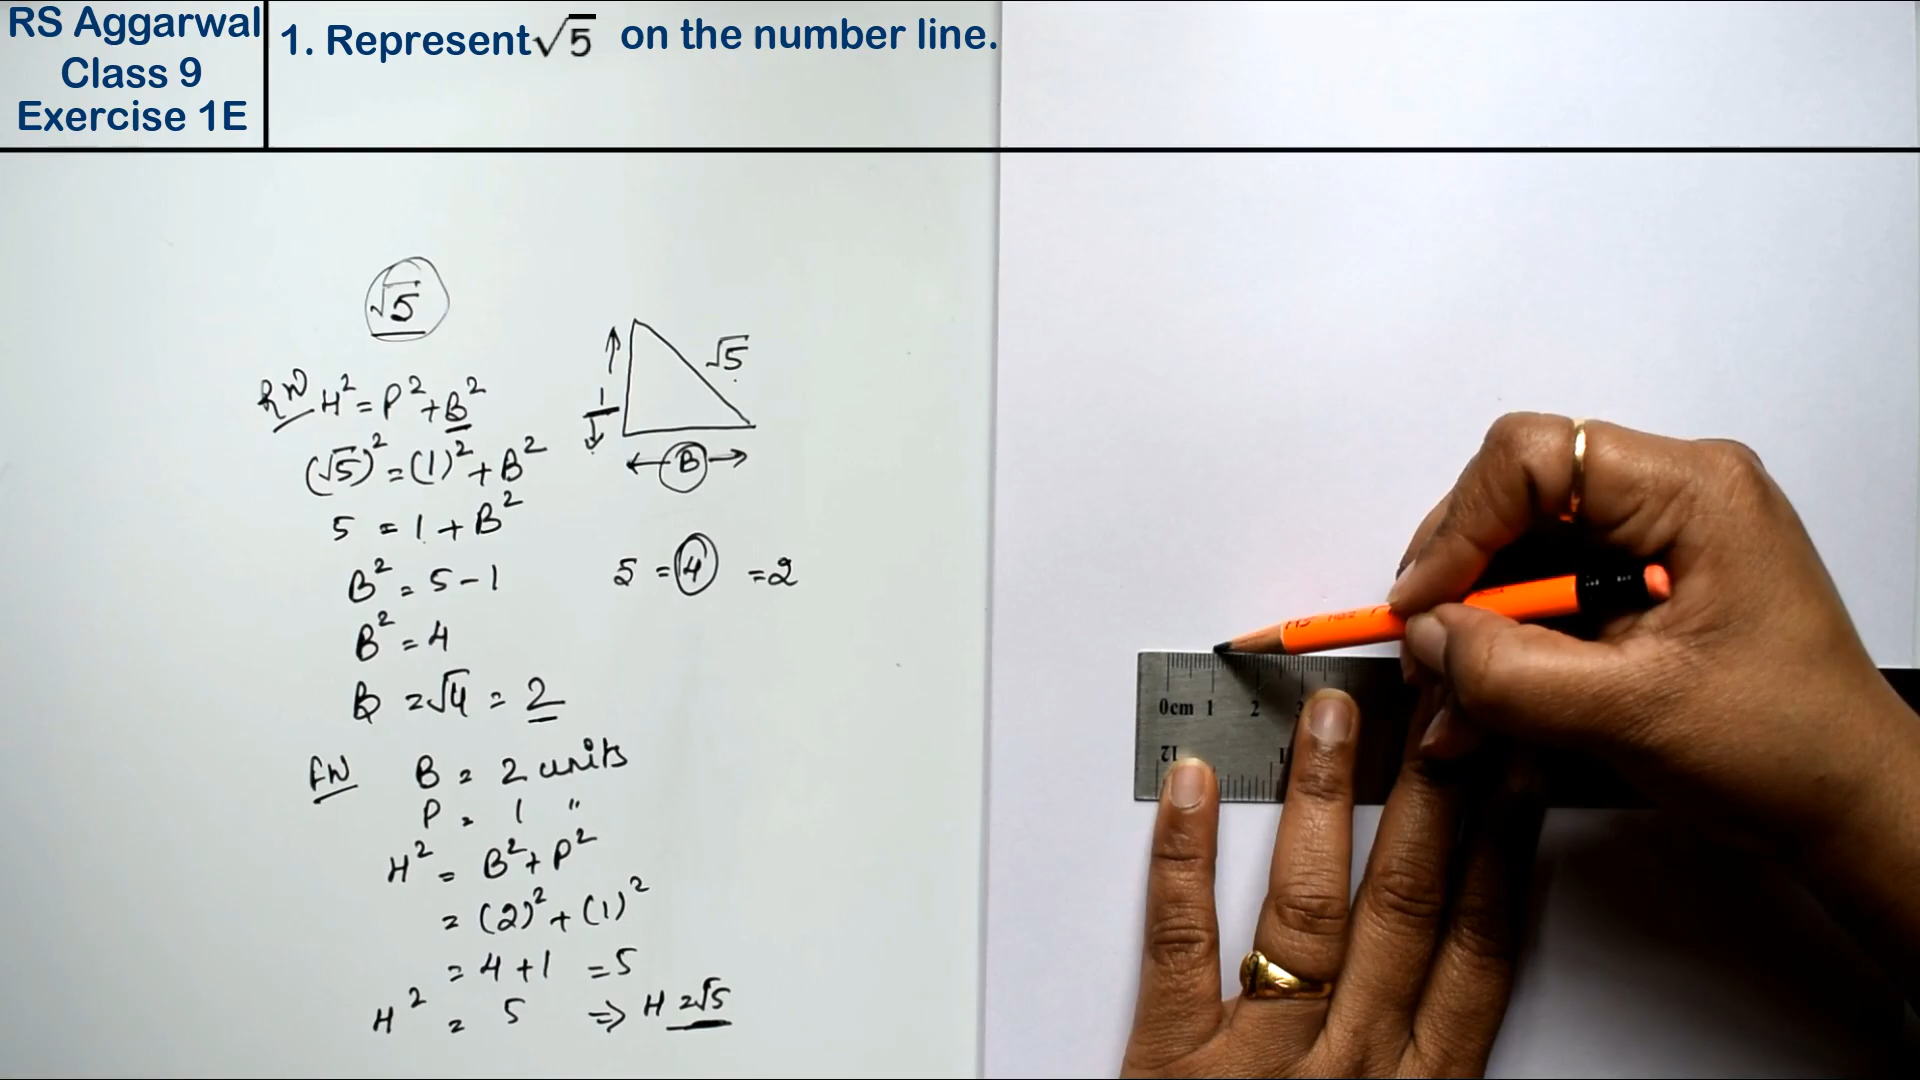 RS Aggarwal
Class 9
Exercise 1E
1. Represent √5 on the number line.
√5
RW H² = P² + B²
(√5)² = (1)² + B²
5 = 1 + B²
B² = 5 - 1
B² = 4
B = √4 = 2
√5
1
B
5 = 4 = 2
FW B = 2 units
P = 1 "
H² = B² + P²
= (2)² + (1)²
= 4 + 1 = 5
H² = 5 ⇒ H = √5
0cm 1 2 3
12 11